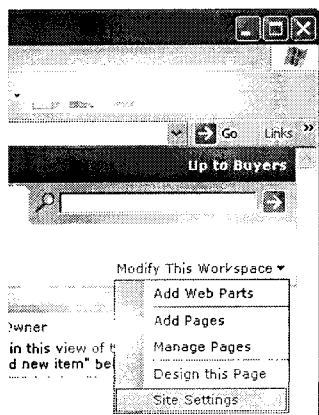 Go Links »
Up to Buyers
Modify This Workspace
Add Web Parts
Add Pages
Manage Pages
Design this Page
Site Settings
Owner
in this view of
d new item" be